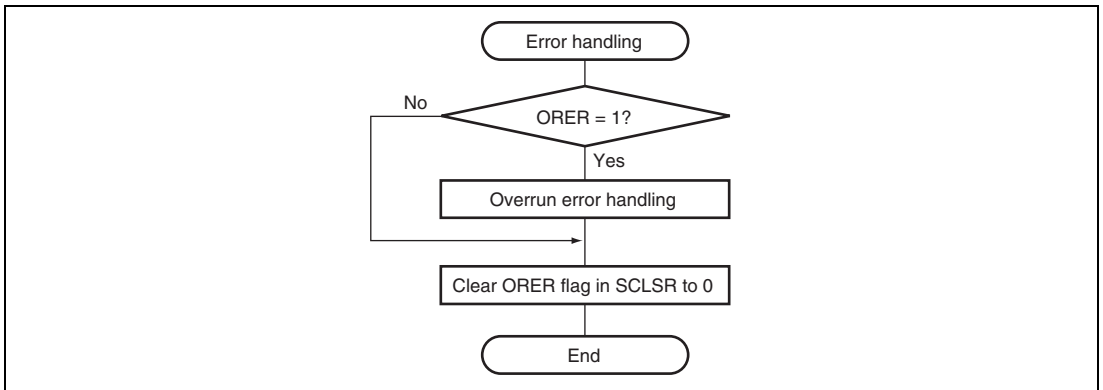 Error handling
No
ORER = 1?
Yes
Overrun error handling
Clear ORER flag in SCLSR to 0
End